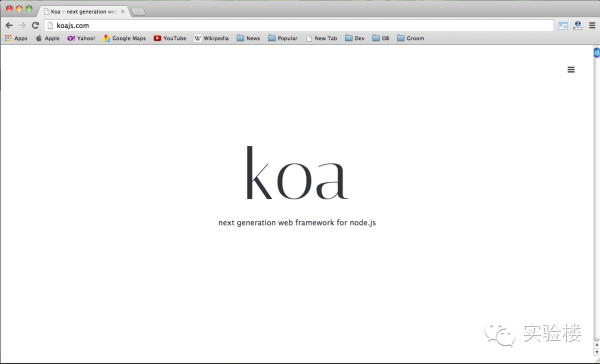 Koa - next generation web
koajs.com
Apps Apple Yahoo! Google Maps YouTube Wikipedia News Popular New Tab Dev OB Groom
koa
next generation web framework for node.js
实验楼